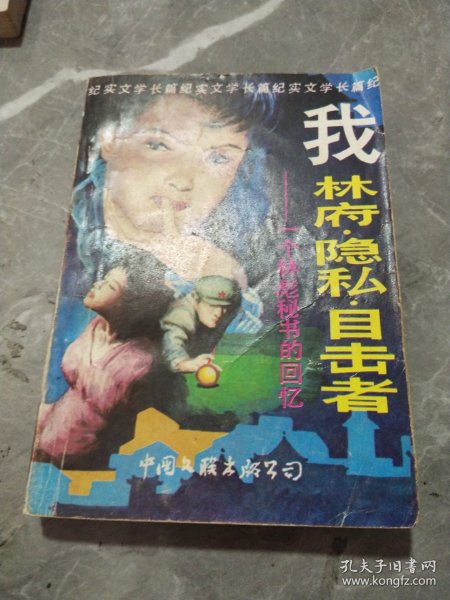 纪实文学长篇纪实文学长篇纪实文学长篇纪
我
林府·隐私·目击者
——一个林彪秘书的回忆
中国文联出版公司
孔夫子旧书网
www.kongfz.com